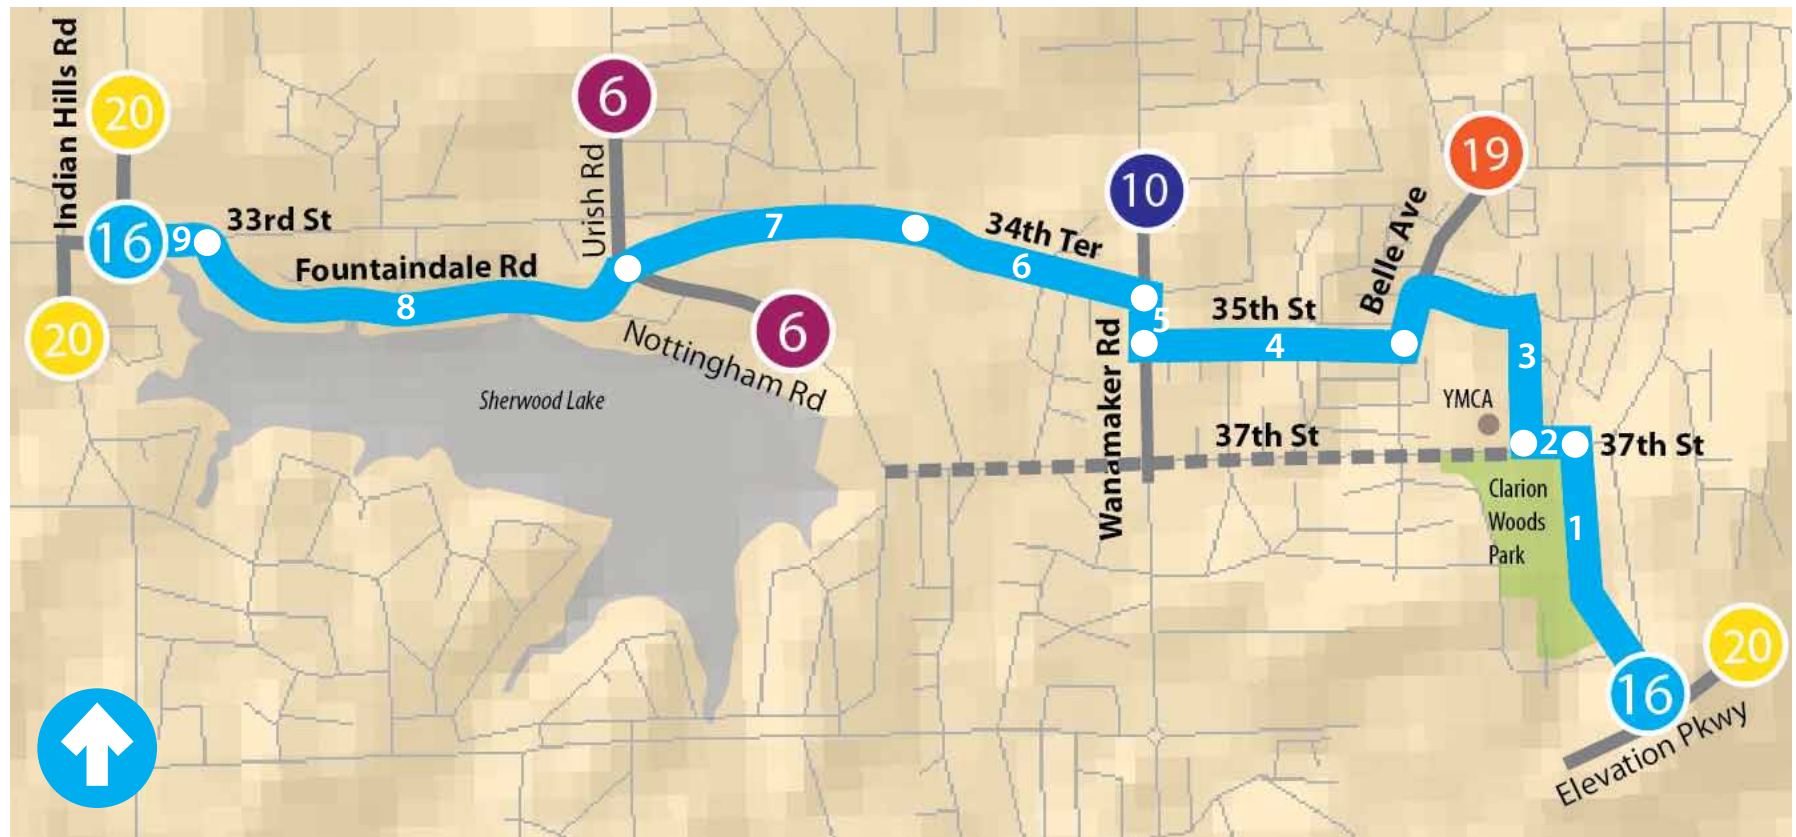 Indian Hills Rd
20
16
9
33rd St
20
Fountaindale Rd
8
Urish Rd
6
7
6
Nottingham Rd
Sherwood Lake
34th Ter
6
10
5
Wanamaker Rd
35th St
4
Belle Ave
19
3
YMCA
37th St
2
37th St
Clarion
Woods
Park
1
16
20
Elevation Pkwy